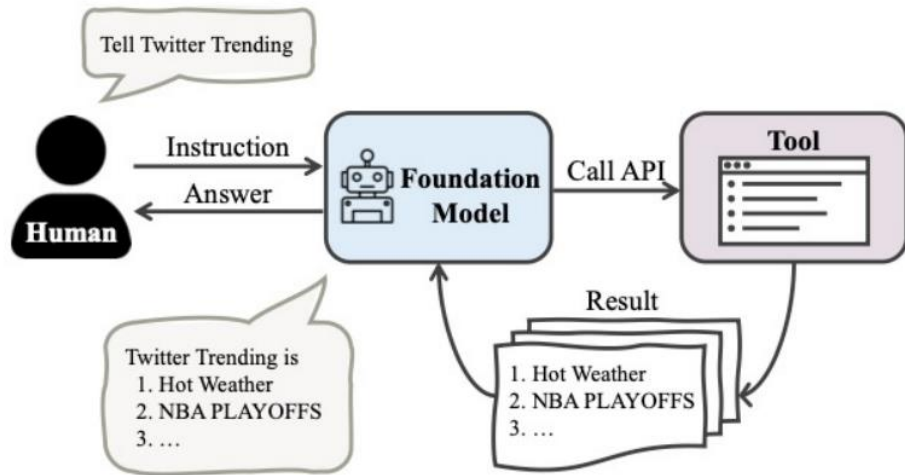 Tell Twitter Trending
Human
Instruction
Answer
Foundation
Model
Call API
Tool
Result
1. Hot Weather
2. NBA PLAYOFFS
3. ...
Twitter Trending is
1. Hot Weather
2. NBA PLAYOFFS
3. ...